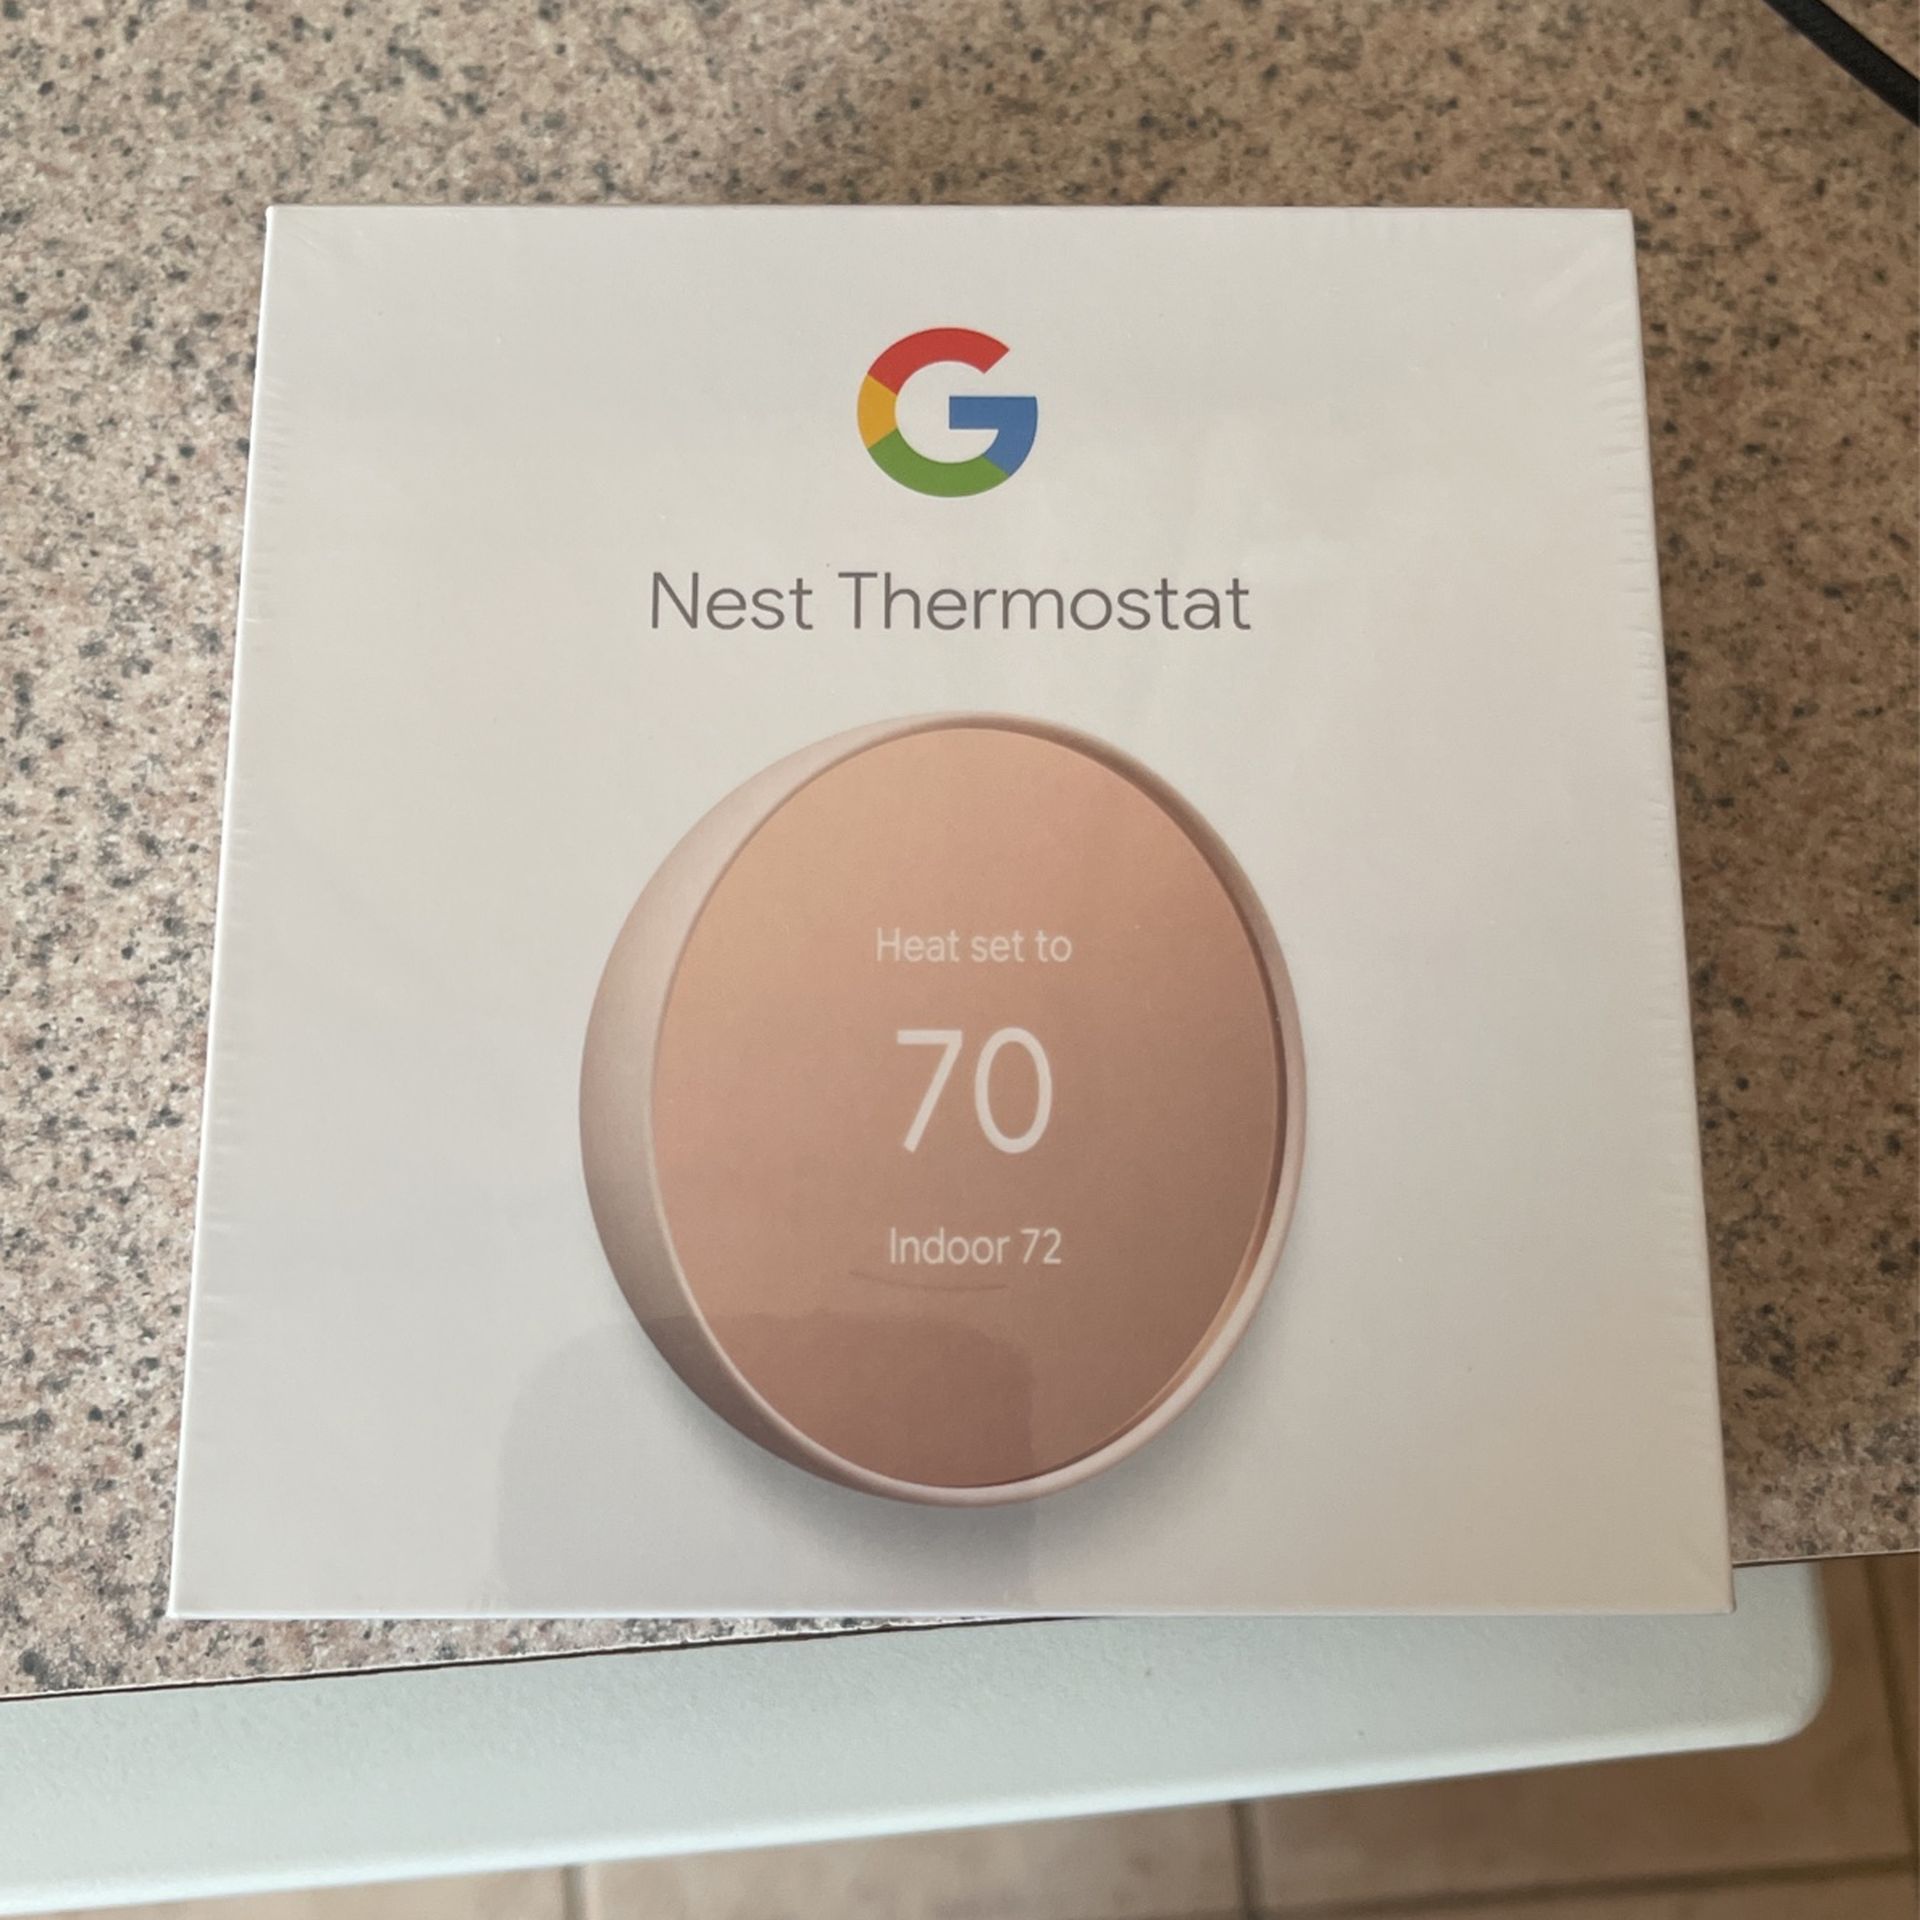 G
Nest Thermostat
Heat set to
70
Indoor 72